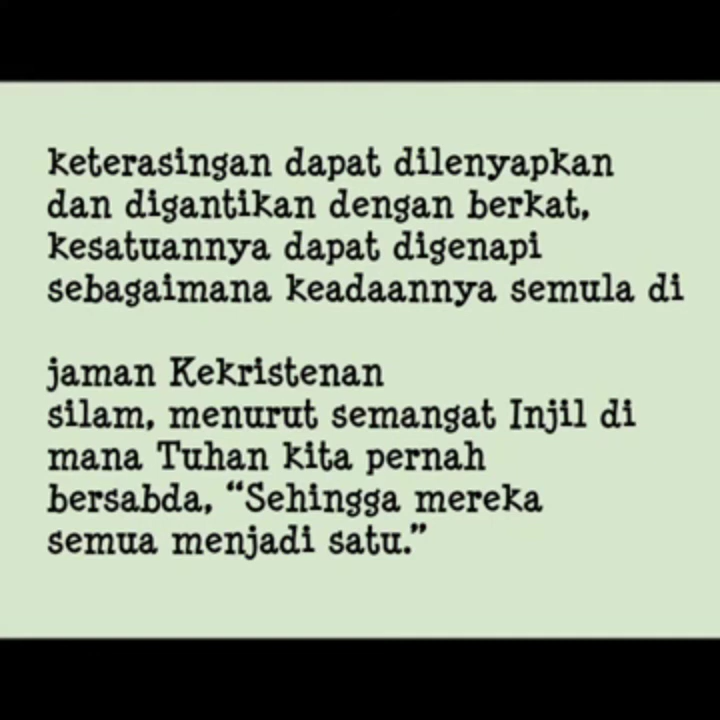 keterasingan dapat dilenyapkan
dan digantikan dengan berkat,
kesatuannya dapat digenapi
sebagaimana keadaannya semula di
jaman Kekristenan
silam, menurut semangat Injil di
mana Tuhan kita pernah
bersabda, “Sehingga mereka
semua menjadi satu.”